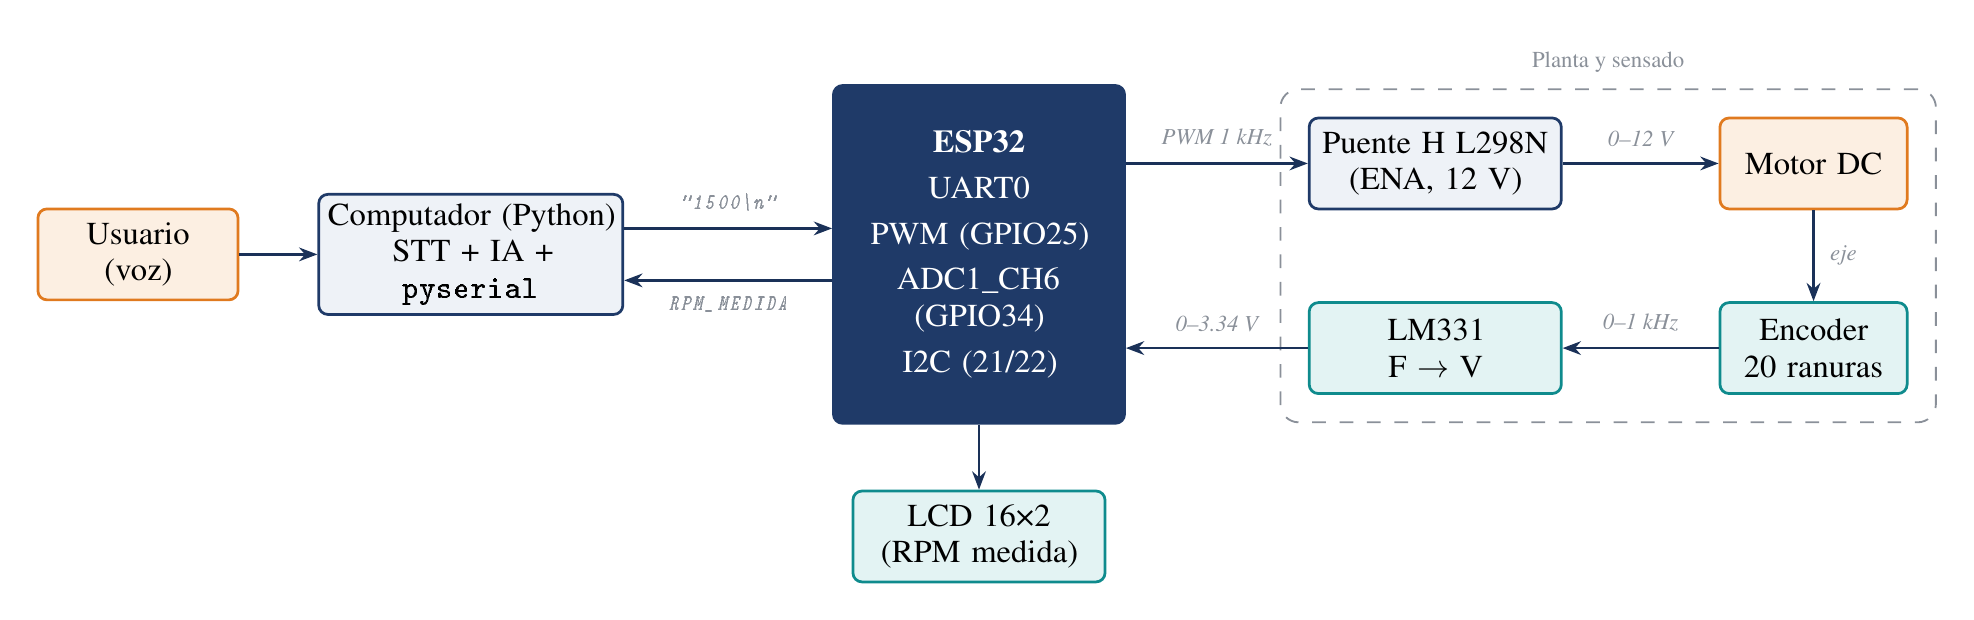 Planta y sensado
Usuario
(voz)
Computador (Python)
STT + IA +
pyserial
"1500\n"
RPM_MEDIDA
ESP32
UART0
PWM (GPIO25)
ADC1_CH6
(GPIO34)
I2C (21/22)
PWM 1 kHz
Puente H L298N
(ENA, 12 V)
0–12 V
Motor DC
eje
0–3.34 V
LM331
F → V
0–1 kHz
Encoder
20 ranuras
LCD 16×2
(RPM medida)